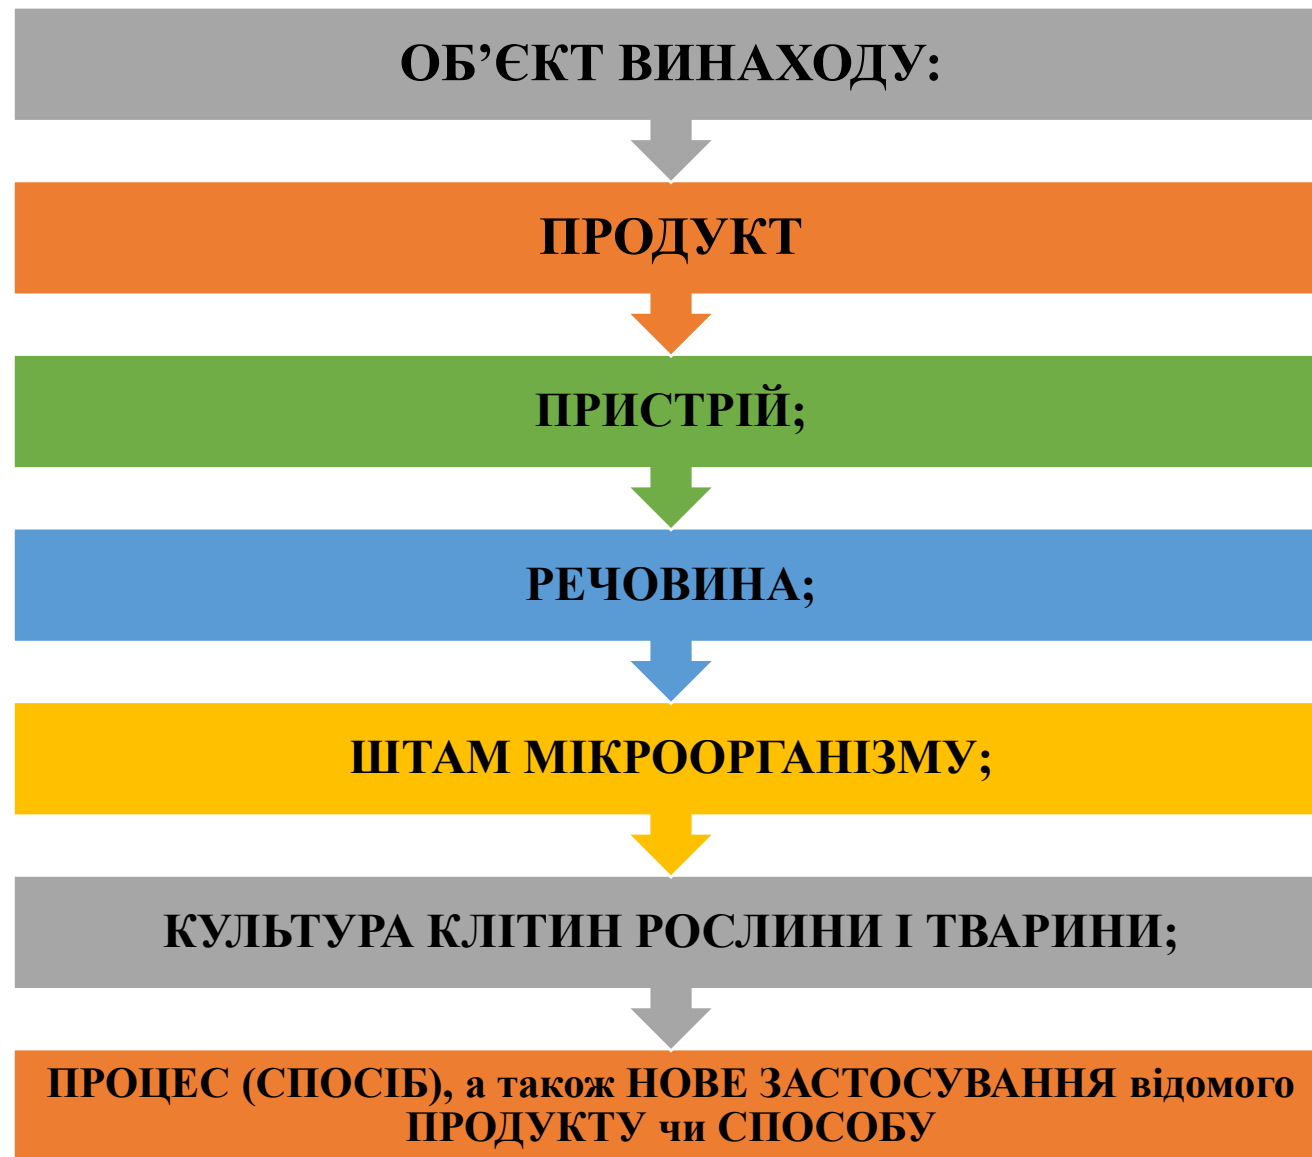 ОБ’ЄКТ ВИНАХОДУ:
ПРОДУКТ
ПРИСТРІЙ;
РЕЧОВИНА;
ШТАМ МІКРООРГАНІЗМУ;
КУЛЬТУРА КЛІТИН РОСЛИНИ І ТВАРИНИ;
ПРОЦЕС (СПОСІБ), а також НОВЕ ЗАСТОСУВАННЯ відомого
ПРОДУКТУ чи СПОСОБУ